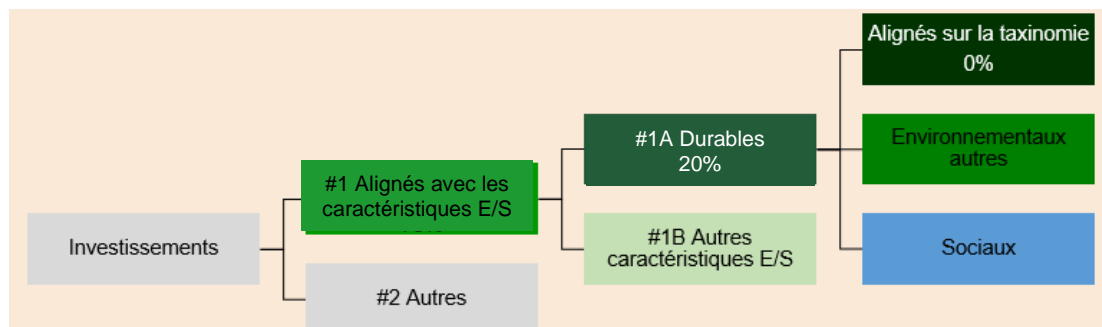 Investissements
#1 Alignés avec les
caractéristiques E/S
#2 Autres
#1A Durables
20%
#1B Autres
caractéristiques E/S
Alignés sur la taxinomie
0%
Environnementaux
autres
Sociaux